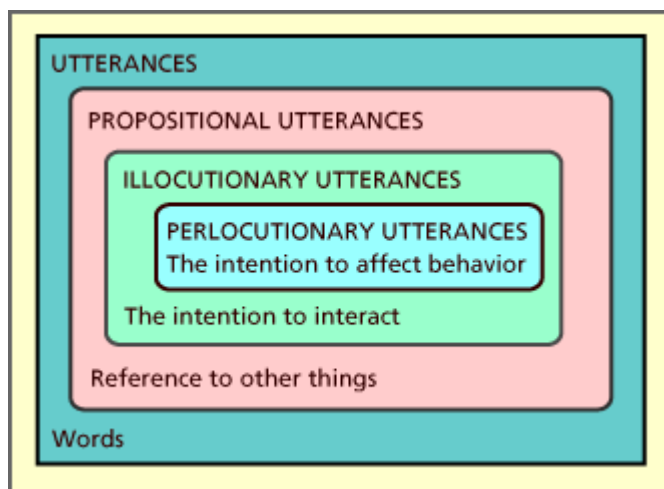 UTTERANCES
PROPOSITIONAL UTTERANCES
ILLOCUTIONARY UTTERANCES
PERLOCUTIONARY UTTERANCES
The intention to affect behavior
The intention to interact
Reference to other things
Words